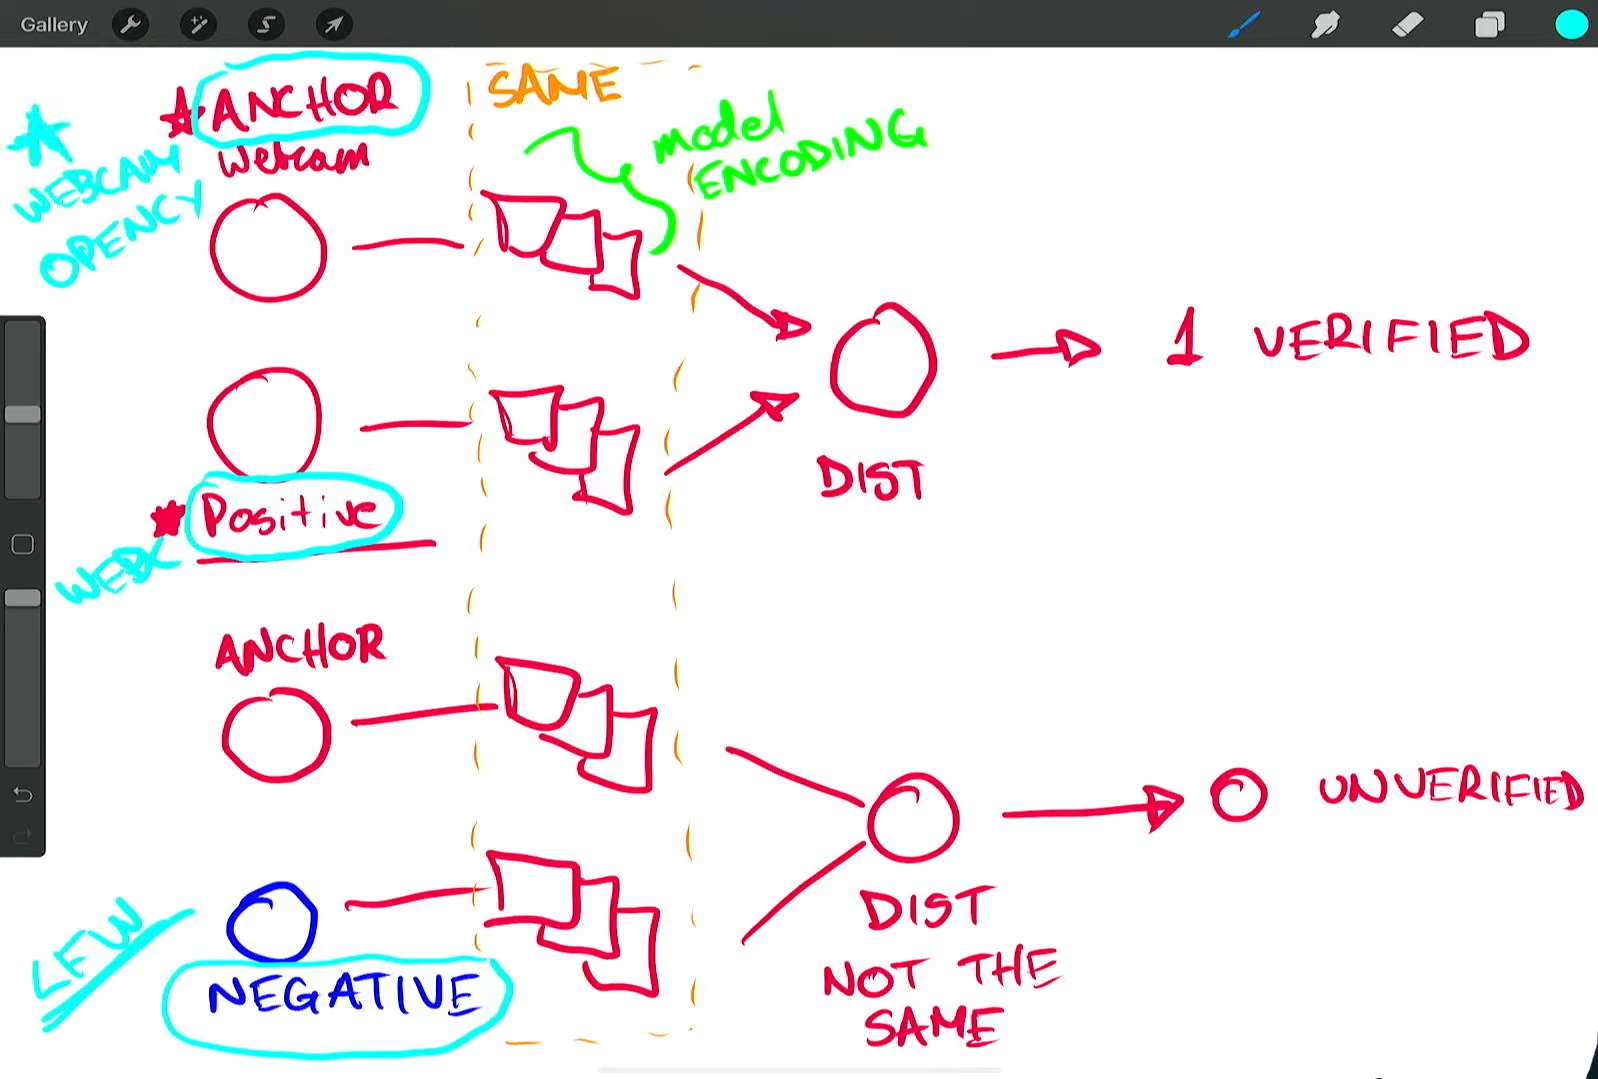 Gallery
ANCHOR
Webcam
WEBCAM
OPENCV
SAME
model
ENCODING
1 VERIFIED
DIST
Positive
WEBC
ANCHOR
UNVERIFIED
DIST
NOT THE
SAME
LFW
NEGATIVE